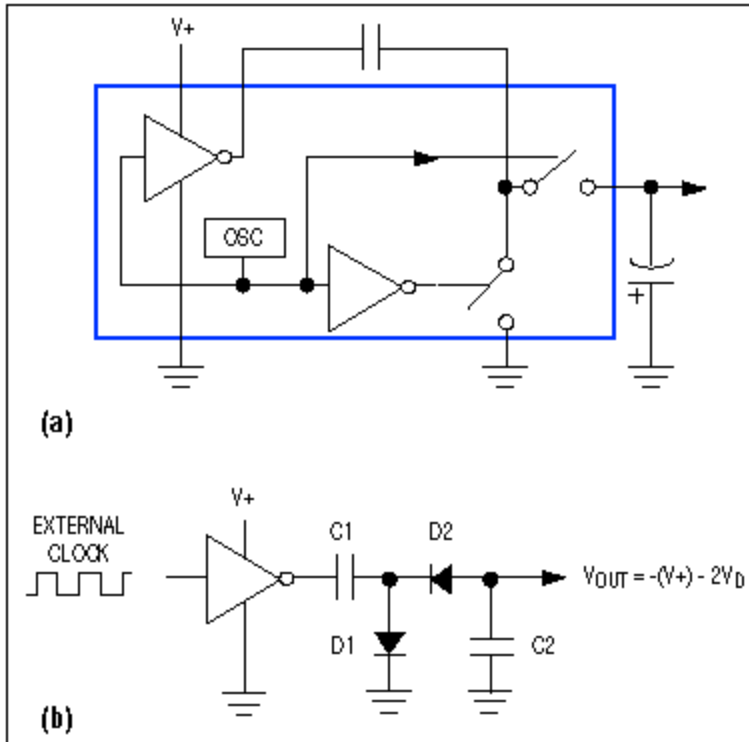 V+
OSC
+
(a)
V+
EXTERNAL
CLOCK
C1
D2
VOUT = -(V+) - 2VD
D1
C2
(b)